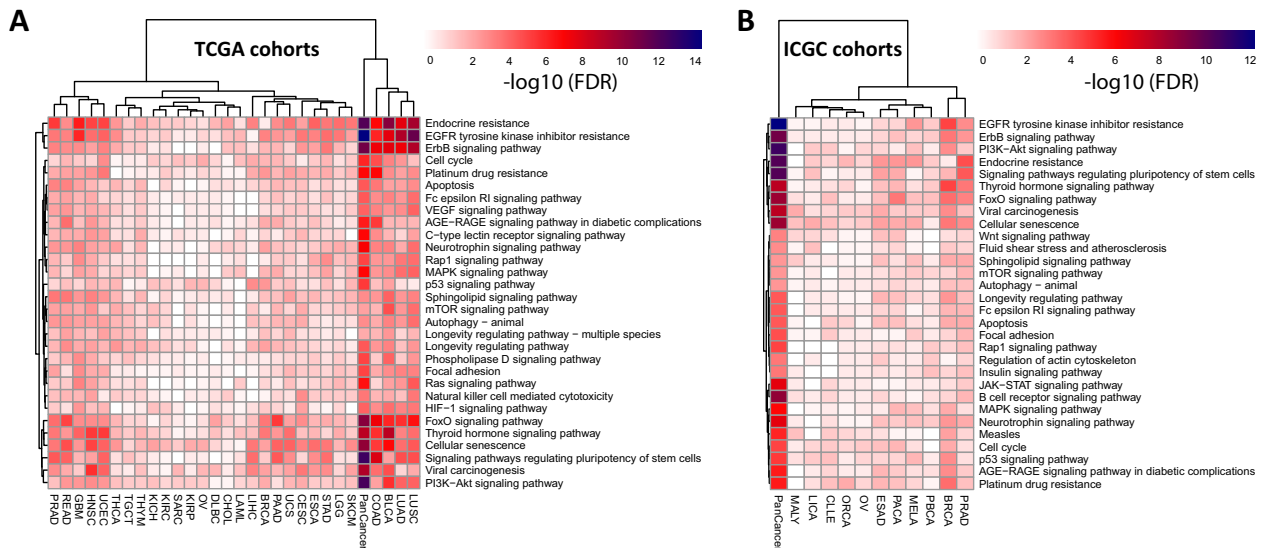 A
TCGA cohorts
0 2 4 6 8 10 12 14
-log10 (FDR)
Endocrine resistance
EGFR tyrosine kinase inhibitor resistance
ErbB signaling pathway
Cell cycle
Platinum drug resistance
Apoptosis
Fc epsilon RI signaling pathway
VEGF signaling pathway
AGE−RAGE signaling pathway in diabetic complications
C−type lectin receptor signaling pathway
Neurotrophin signaling pathway
Rap1 signaling pathway
MAPK signaling pathway
p53 signaling pathway
Sphingolipid signaling pathway
mTOR signaling pathway
Autophagy − animal
Longevity regulating pathway − multiple species
Longevity regulating pathway
Phospholipase D signaling pathway
Focal adhesion
Ras signaling pathway
Natural killer cell mediated cytotoxicity
HIF−1 signaling pathway
FoxO signaling pathway
Thyroid hormone signaling pathway
Cellular senescence
Signaling pathways regulating pluripotency of stem cells
Viral carcinogenesis
PI3K−Akt signaling pathway
PRAD
READ
GBM
HNSC
UCEC
THCA
TGCT
THYM
KICH
KIRC
SARC
KIRP
OV
DLBC
CHOL
LAML
LIHC
BRCA
PAAD
UCS
CESC
ESCA
STAD
LGG
SKCM
PanCancer
COAD
BLCA
LUAD
LUSC
B
ICGC cohorts
0 2 4 6 8 10 12
-log10 (FDR)
EGFR tyrosine kinase inhibitor resistance
ErbB signaling pathway
PI3K−Akt signaling pathway
Endocrine resistance
Signaling pathways regulating pluripotency of stem cells
Thyroid hormone signaling pathway
FoxO signaling pathway
Viral carcinogenesis
Cellular senescence
Wnt signaling pathway
Fluid shear stress and atherosclerosis
Sphingolipid signaling pathway
mTOR signaling pathway
Autophagy − animal
Longevity regulating pathway
Fc epsilon RI signaling pathway
Apoptosis
Focal adhesion
Rap1 signaling pathway
Regulation of actin cytoskeleton
Insulin signaling pathway
JAK−STAT signaling pathway
B cell receptor signaling pathway
MAPK signaling pathway
Neurotrophin signaling pathway
Measles
Cell cycle
p53 signaling pathway
AGE−RAGE signaling pathway in diabetic complications
Platinum drug resistance
PanCancer
MALY
LICA
CLLE
ORCA
OV
ESAD
PACA
MELA
PBCA
BRCA
PRAD